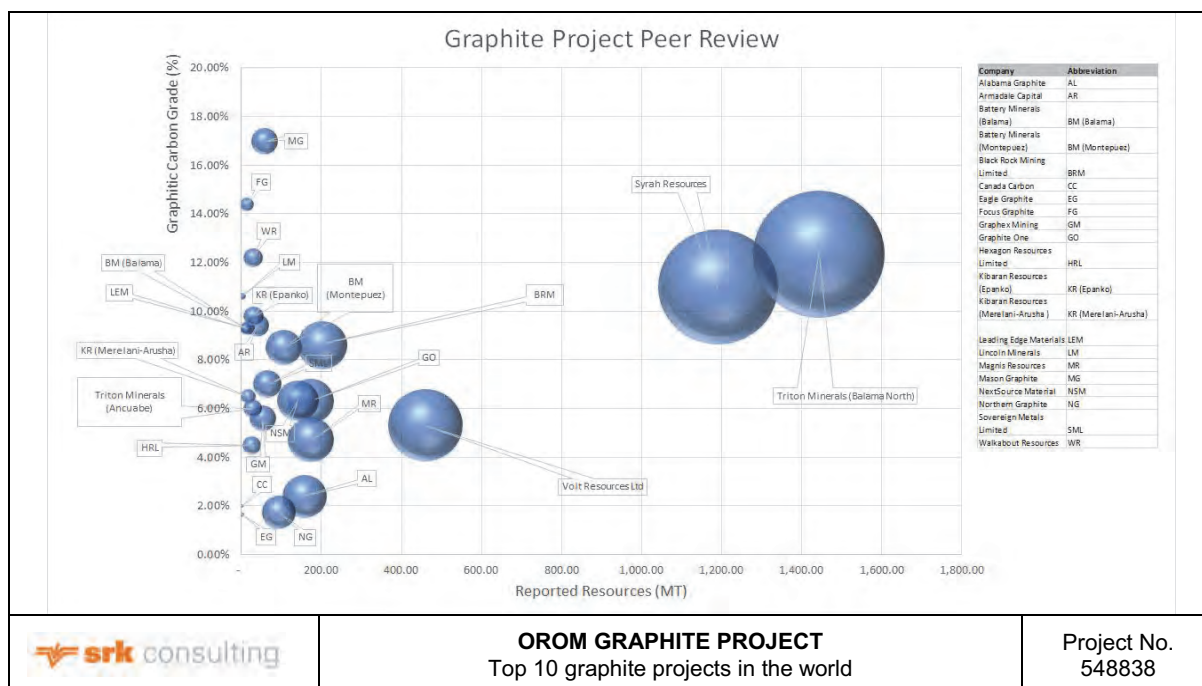 Graphite Project Peer Review
Graphitic Carbon Grade (%)
20.00%
18.00%
16.00%
14.00%
12.00%
10.00%
8.00%
6.00%
4.00%
2.00%
0.00%
MG
FG
WR
BM (Balama)
LM
LEM
KR (Epanko)
BM
(Montepuez)
BRM
AR
KR (Merelani-Arusha)
SML
GO
Triton Minerals
(Ancuabe)
MR
NSM
HRL
GM
CC
AL
EG
NG
Syrah Resources
Triton Minerals (Balama North)
Volt Resources Ltd
-
200.00
400.00
600.00
800.00
1,000.00
1,200.00
1,400.00
1,600.00
1,800.00
Reported Resources (MT)
Company Abbreviation
Alabama Graphite AL
Armadale Capital AR
Battery Minerals
(Balama) BM (Balama)
Battery Minerals
(Montepuez) BM (Montepuez)
Black Rock Mining
Limited BRM
Canada Carbon CC
Eagle Graphite EG
Focus Graphite FG
Graphex Mining GM
Graphite One GO
Hexagon Resources
Limited HRL
Kibaran Resources
(Epanko) KR (Epanko)
Kibaran Resources
(Merelani-Arusha ) KR (Merelani-Arusha)
Leading Edge Materials LEM
Lincoln Minerals LM
Magnis Resources MR
Mason Graphite MG
NextSource Material NSM
Northern Graphite NG
Sovereign Metals
Limited SML
Walkabout Resources WR
srk consulting
OROM GRAPHITE PROJECT
Top 10 graphite projects in the world
Project No.
548838